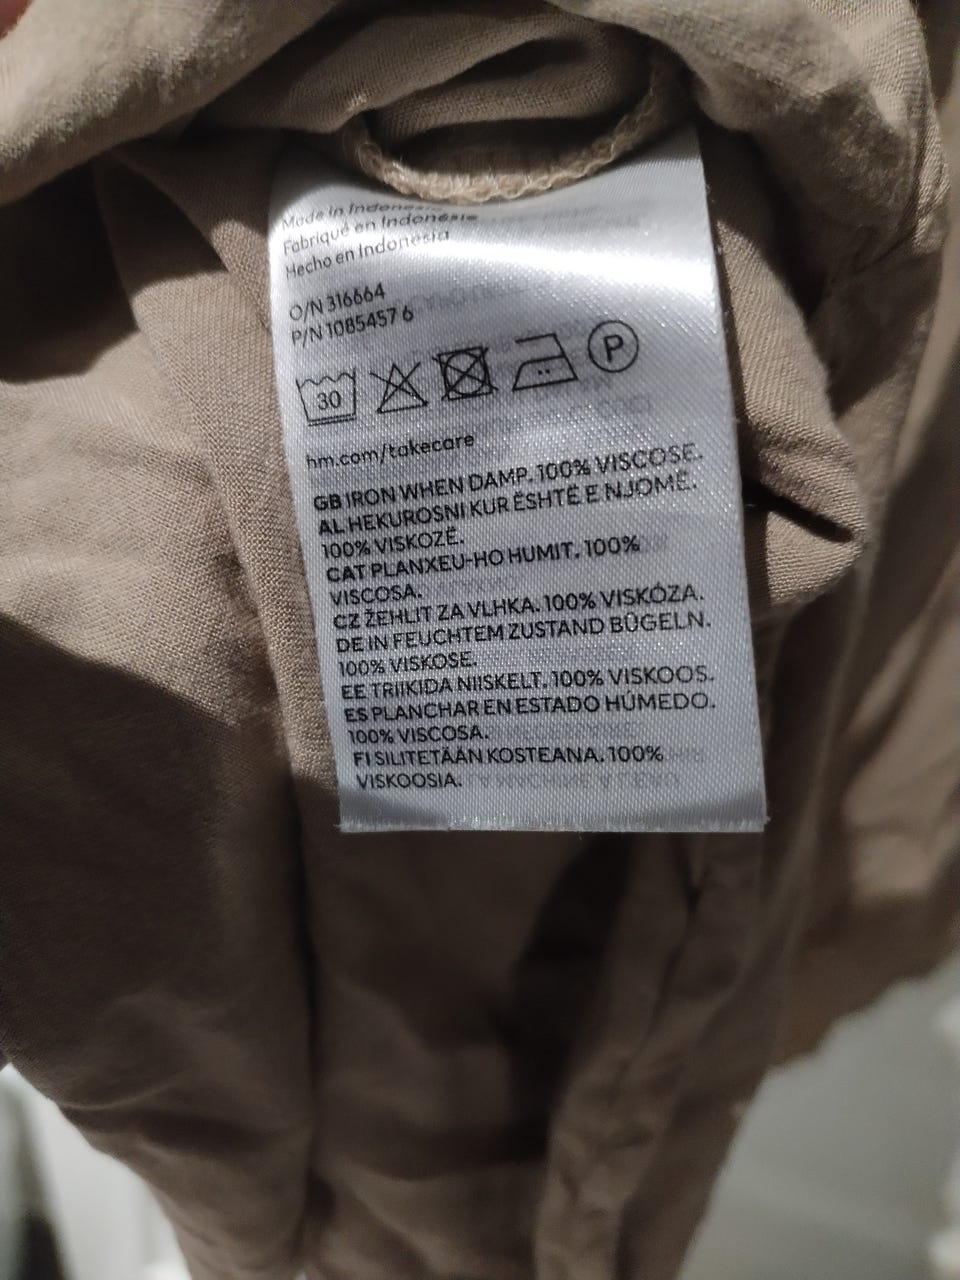 Made in Indonesia
Fabriqué en Indonésie
Hecho en Indonesia
O/N 316664
P/N 1085457 6
30
P
hm.com/takecare
GB IRON WHEN DAMP. 100% VISCOSE.
AL HEKUROSNI KUR ËSHTË E NJOMË.
100% VISKOZË.
CAT PLANXEU-HO HUMIT. 100%
VISCOSA.
CZ ŽEHLIT ZA VLHKA. 100% VISKÓZA.
DE IN FEUCHTEM ZUSTAND BÜGELN.
100% VISKOSE.
EE TRIIKIDA NIISKELT. 100% VISKOOS.
ES PLANCHAR EN ESTADO HÚMEDO.
100% VISCOSA.
FI SILITETÄÄN KOSTEANA. 100%
VISKOOSIA.